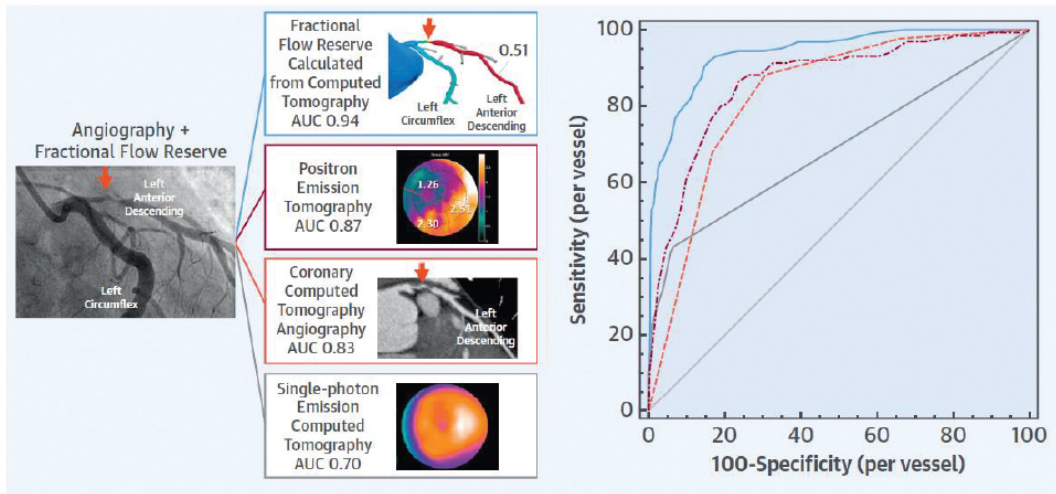 Angiography +
Fractional Flow Reserve
Left
Anterior
Descending
Left
Circumflex
Fractional
Flow Reserve
Calculated
from Computed
Tomography
AUC 0.94
0.51
Left
Circumflex
Left
Anterior
Descending
Positron
Emission
Tomography
AUC 0.87
1.26
2.51
2.30
Coronary
Computed
Tomography
Angiography
AUC 0.83
Left
Anterior
Descending
Single-photon
Emission
Computed
Tomography
AUC 0.70
Sensitivity (per vessel)
100
80
60
40
20
0
0 20 40 60 80 100
100-Specificity (per vessel)